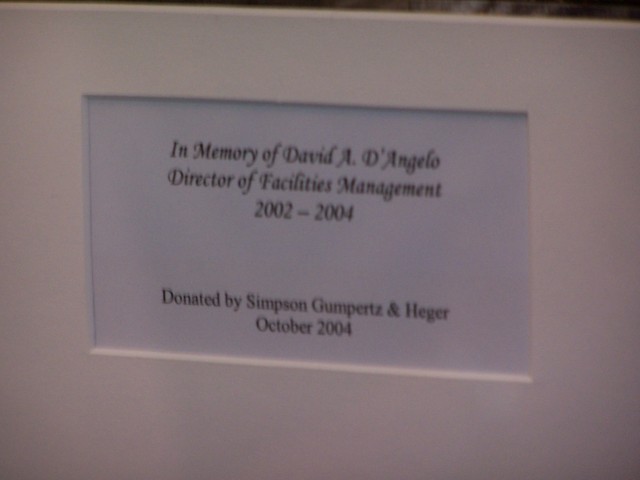 In Memory of David A. D'Angelo
Director of Facilities Management
2002 – 2004
Donated by Simpson Gumpertz & Heger
October 2004